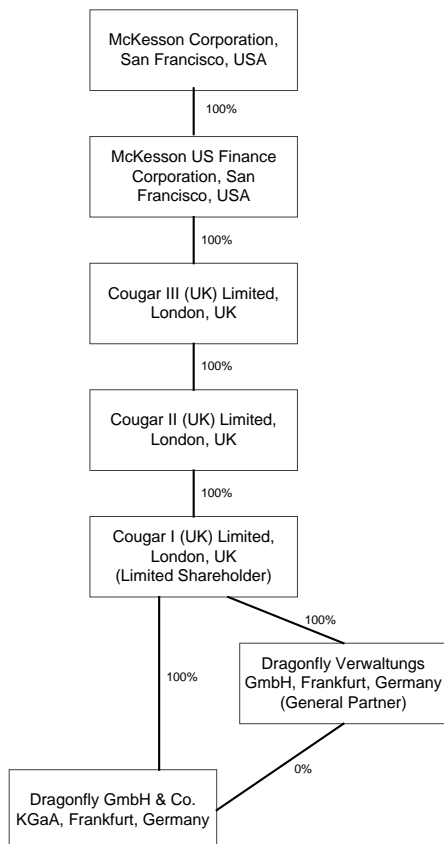 McKesson Corporation,
San Francisco, USA
100%
McKesson US Finance
Corporation, San
Francisco, USA
100%
Cougar III (UK) Limited,
London, UK
100%
Cougar II (UK) Limited,
London, UK
100%
Cougar I (UK) Limited,
London, UK
(Limited Shareholder)
100%
100%
Dragonfly Verwaltungs
GmbH, Frankfurt, Germany
(General Partner)
0%
Dragonfly GmbH & Co.
KGaA, Frankfurt, Germany